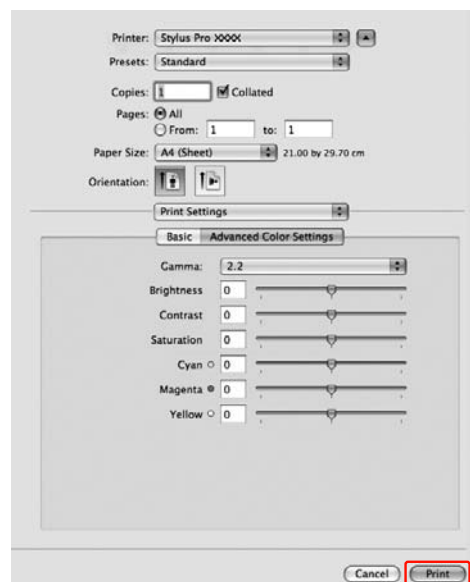 Printer: Stylus Pro XXXX
Presets: Standard
Copies: 1 Collated
Pages: All
From: 1 to: 1
Paper Size: A4 (Sheet) 21.00 by 29.70 cm
Orientation:
Print Settings
Basic Advanced Color Settings
Gamma: 2.2
Brightness 0
Contrast 0
Saturation 0
Cyan 0
Magenta 0
Yellow 0
Cancel Print